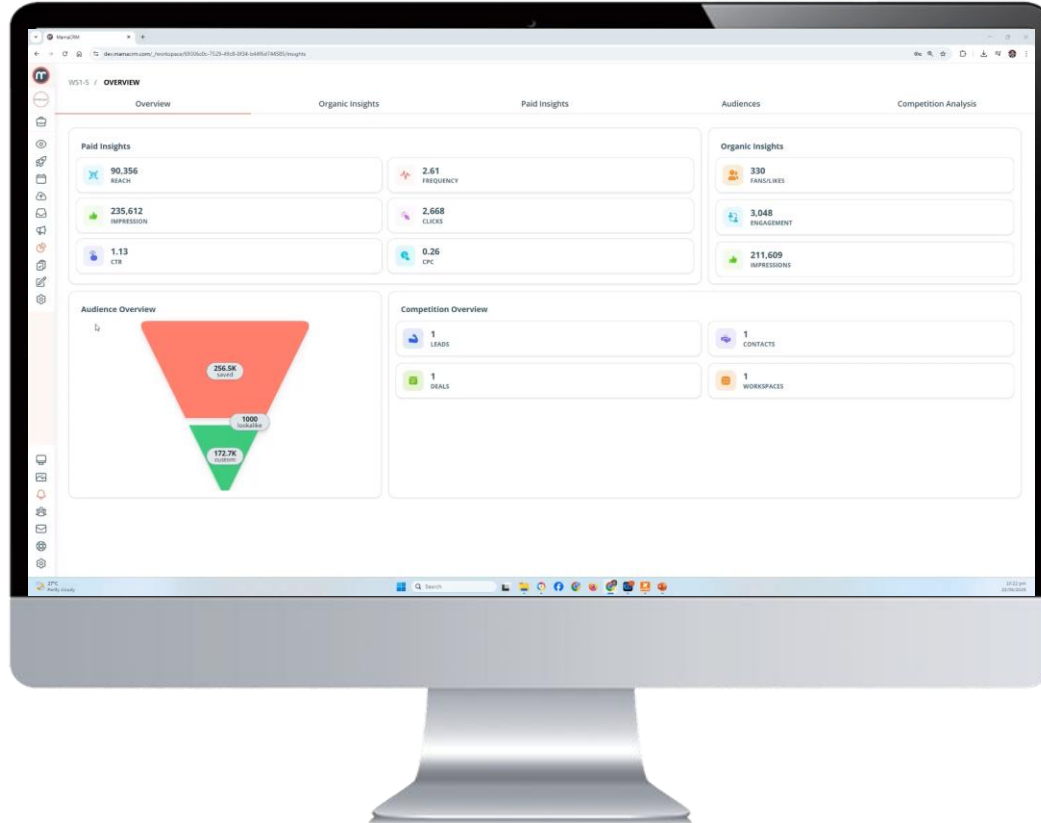 MamaCRM
WS1-S / OVERVIEW
Overview
Organic Insights
Paid Insights
Audiences
Competition Analysis
Paid Insights
90,356
REACH
2.61
FREQUENCY
235,612
IMPRESSION
2,668
CLICKS
1.13
CTR
0.26
CPC
Organic Insights
330
FANS/LIKES
3,048
ENGAGEMENT
211,609
IMPRESSIONS
Audience Overview
256.5K
saved
1000
lookalike
172.7K
custom
Competition Overview
1
LEADS
1
CONTACTS
1
DEALS
1
WORKSPACES
Search